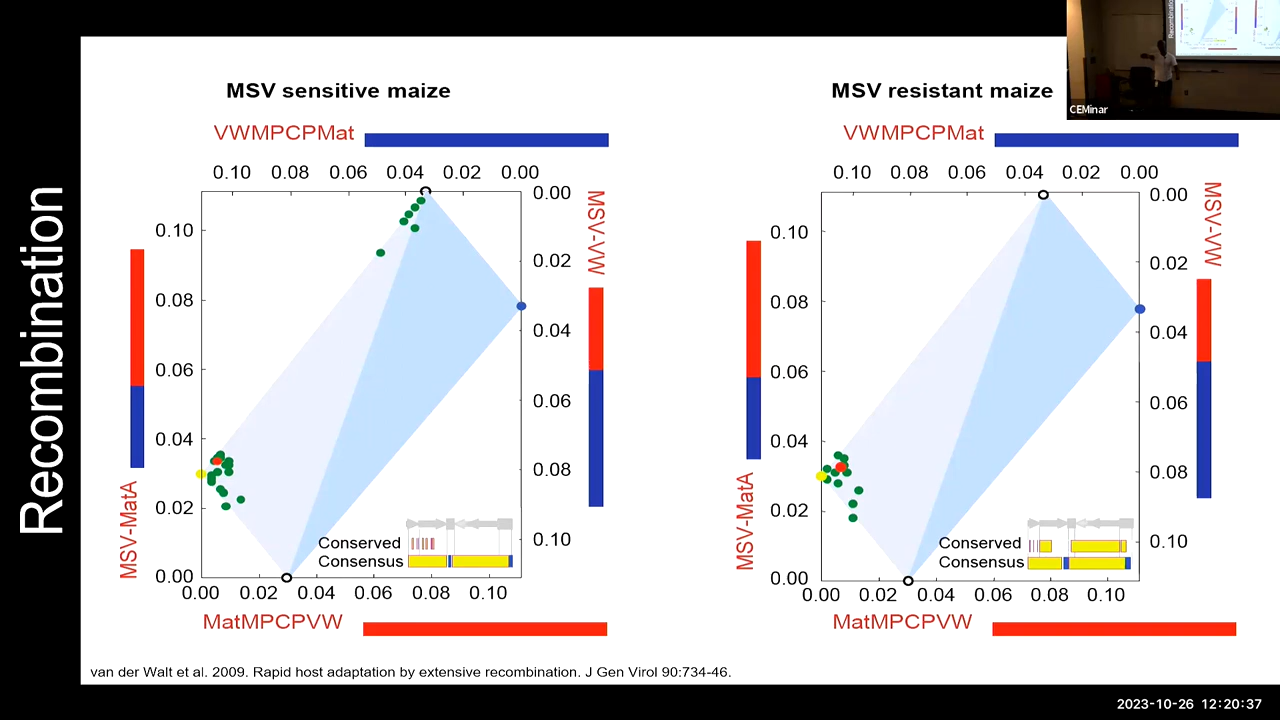 Recombination
MSV sensitive maize
VWMPCPMat
0.10 0.08 0.06 0.04 0.02 0.00
0.10
0.08
0.06
0.04
0.02
0.00
0.00
0.02
0.04
0.06
0.08
0.10
MSV-MatA
MSV-VW
Conserved
Consensus
0.00 0.02 0.04 0.06 0.08 0.10
MatMPCPVW
MSV resistant maize
VWMPCPMat
0.10 0.08 0.06 0.04 0.02 0.00
0.10
0.08
0.06
0.04
0.02
0.00
0.00
0.02
0.04
0.06
0.08
0.10
MSV-MatA
MSV-VW
Conserved
Consensus
0.00 0.02 0.04 0.06 0.08 0.10
MatMPCPVW
van der Walt et al. 2009. Rapid host adaptation by extensive recombination. J Gen Virol 90:734-46.
Recombination
CEMinar
2023-10-26 12:20:37